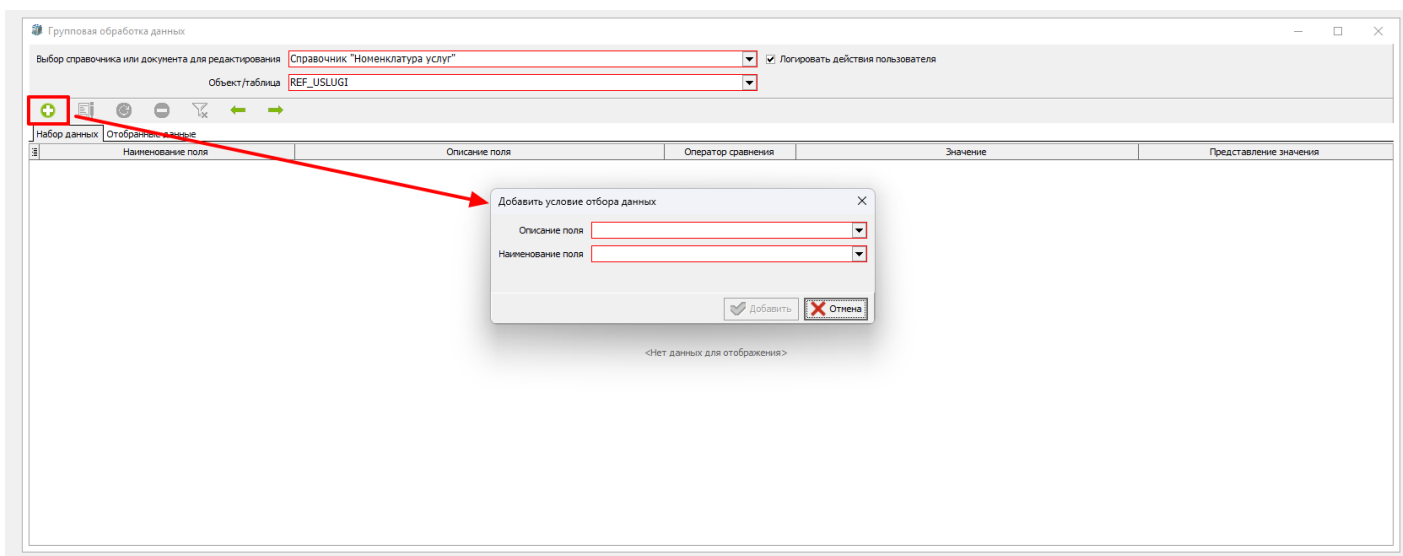 Групповая обработка данных
Выбор справочника или документа для редактирования Справочник "Номенклатура услуг" Логировать действия пользователя
Объект/таблица REF_USLUGI
Набор данных Отобранные данные
Наименование поля Описание поля Оператор сравнения Значение Представление значения
Добавить условие отбора данных
Описание поля
Наименование поля
Добавить Отмена
<Нет данных для отображения>